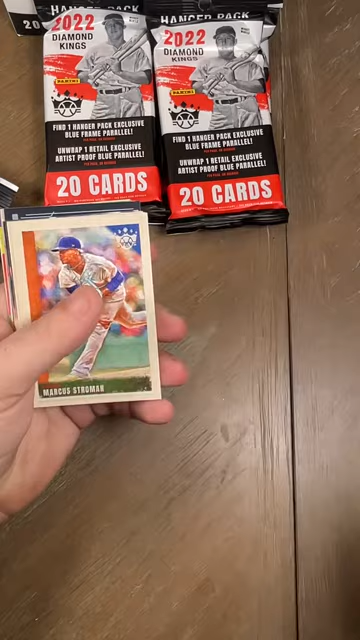 HANGER PACK
HANGER PACK
20
2022
DIAMOND
KINGS
PANINI
FIND 1 HANGER PACK EXCLUSIVE
BLUE FRAME PARALLEL!
UNWRAP 1 RETAIL EXCLUSIVE
ARTIST PROOF BLUE PARALLEL!
20 CARDS
2022
DIAMOND
KINGS
PANINI
FIND 1 HANGER PACK EXCLUSIVE
BLUE FRAME PARALLEL!
UNWRAP 1 RETAIL EXCLUSIVE
ARTIST PROOF BLUE PARALLEL!
20 CARDS
MARCUS STROMAN